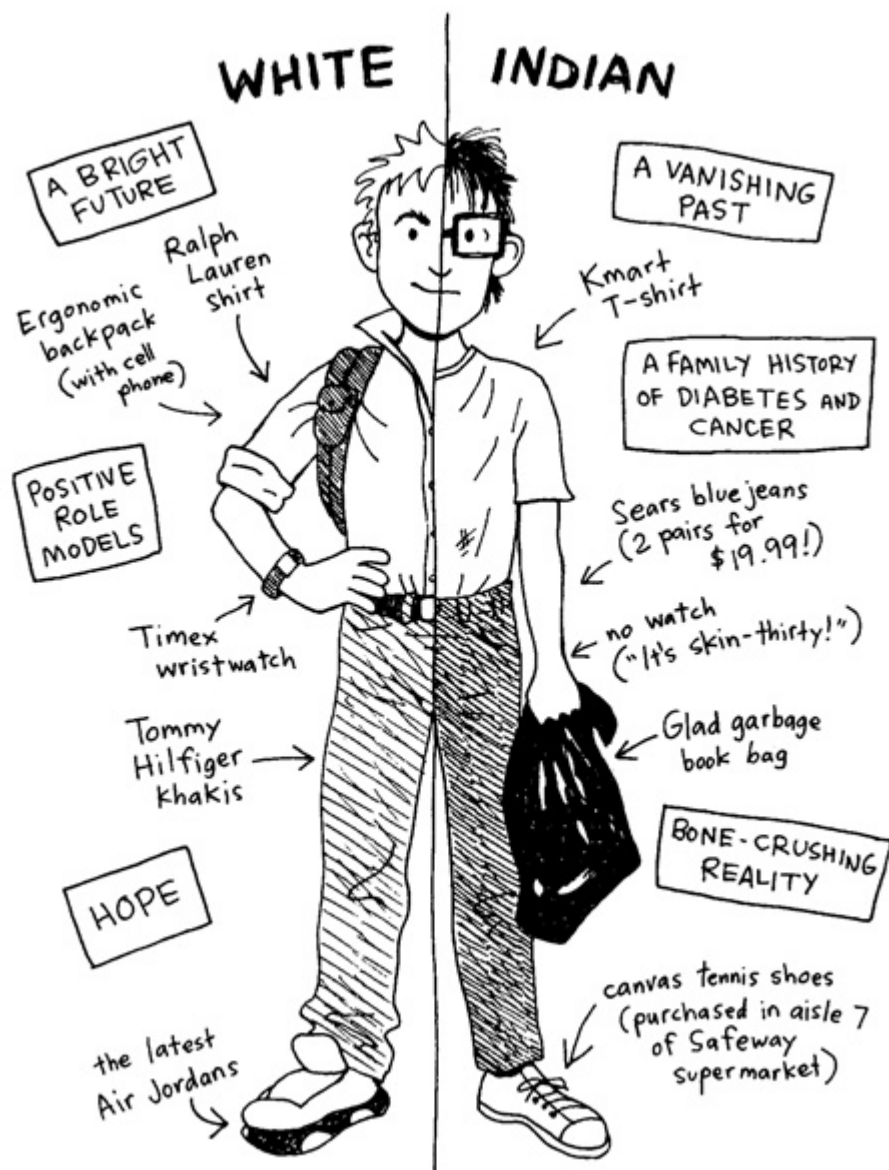 WHITE
INDIAN
A BRIGHT
FUTURE
Ralph
Lauren
shirt
Ergonomic
backpack
(with cell
phone)
POSITIVE
ROLE
MODELS
Timex
wristwatch
Tommy
Hilfiger
Khakis
HOPE
the latest
Air Jordans
A VANISHING
PAST
Kmart
T-shirt
A FAMILY HISTORY
OF DIABETES AND
CANCER
Sears blue jeans
(2 pairs for
$19.99!)
no watch
("It's skin-thirty!")
Glad garbage
book bag
BONE-CRUSHING
REALITY
canvas tennis shoes
(purchased in aisle 7
of Safeway
supermarket)